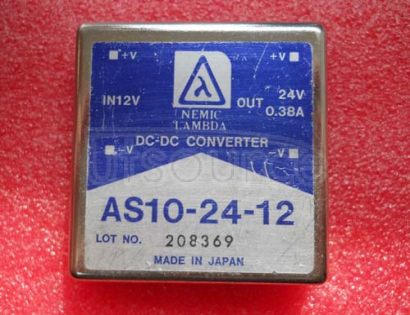 +V +V
IN12V OUT 24V
0.38A
λ
NEMIC
LAMBDA
DC-DC CONVERTER
-V -V
AS10-24-12
LOT NO. 208369
MADE IN JAPAN